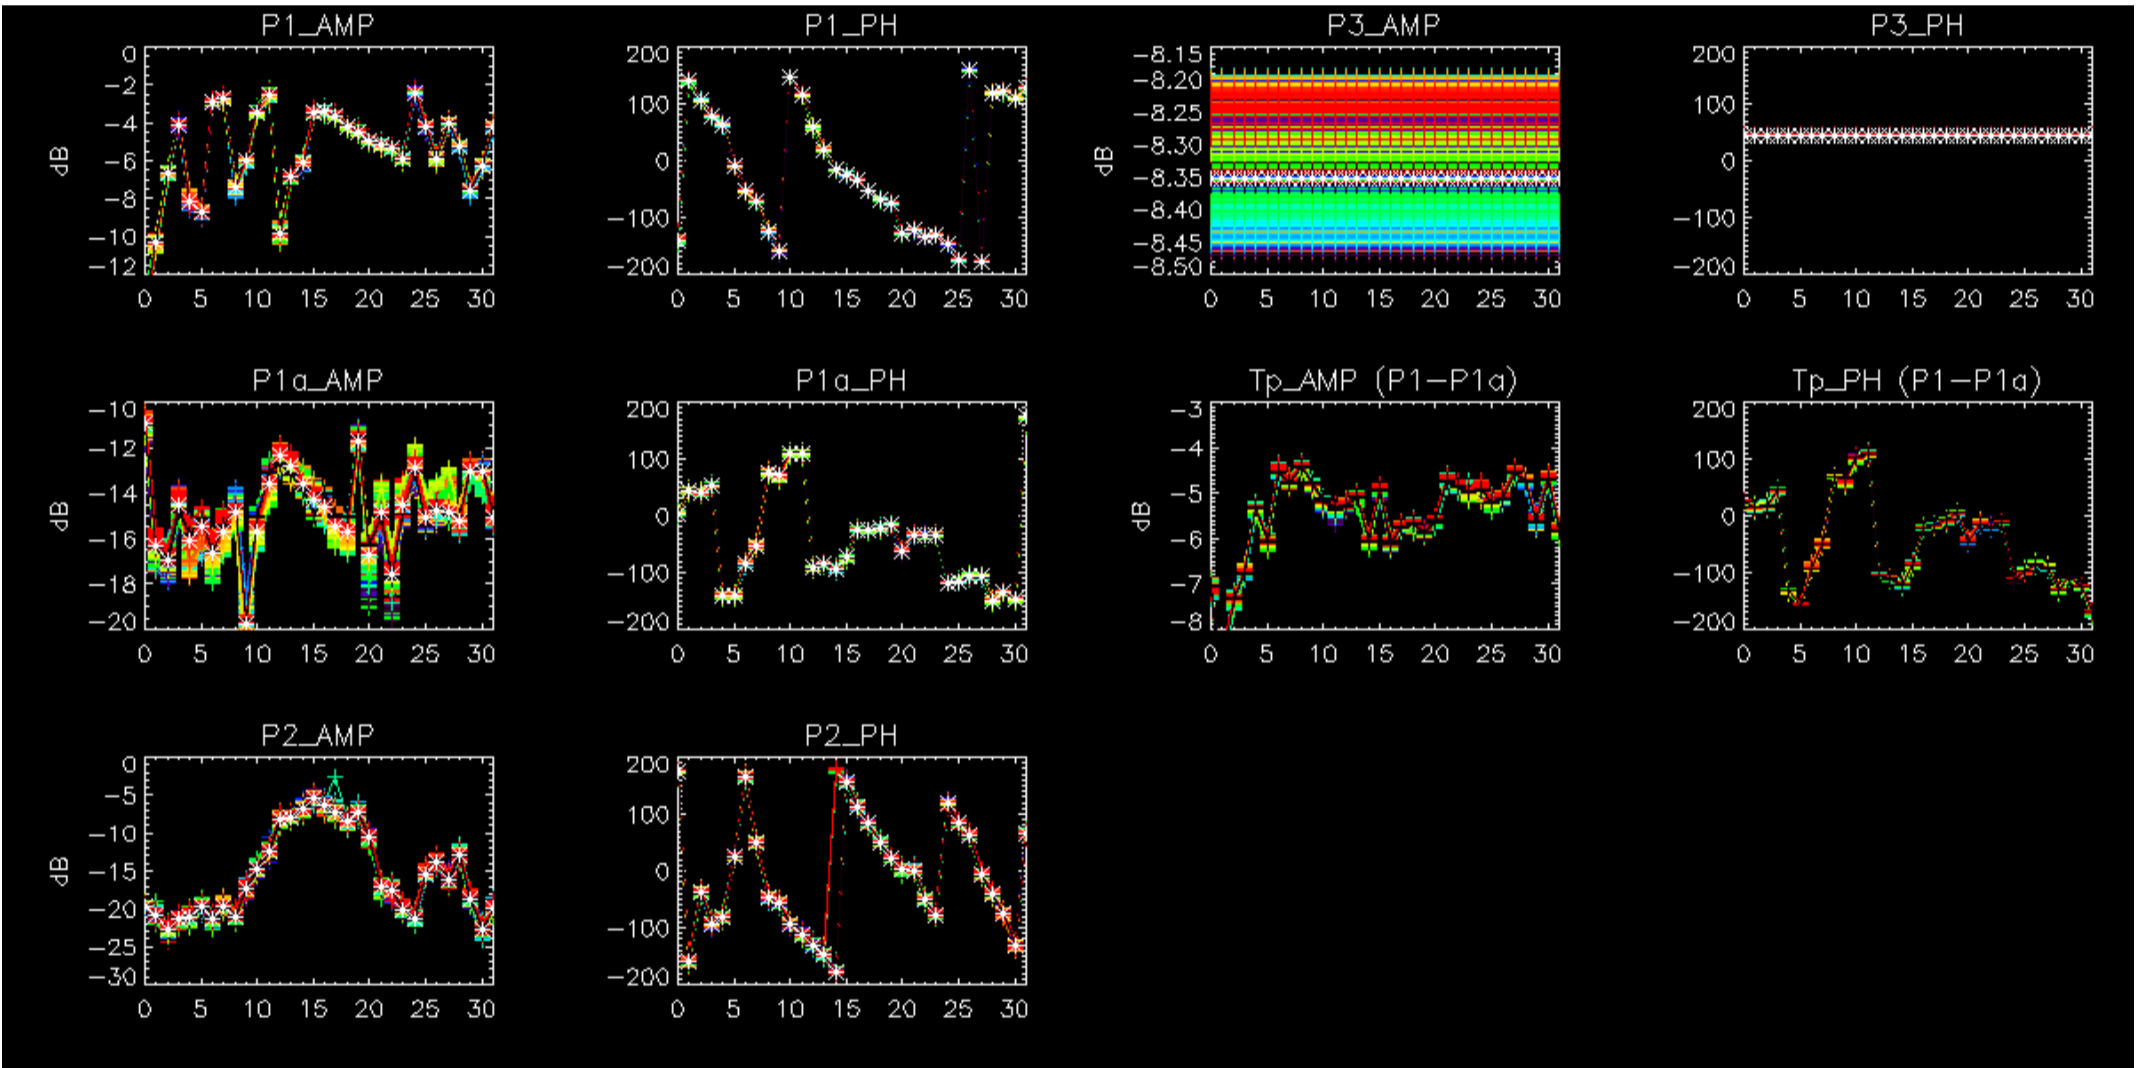 P1_AMP
0
−2
−4
−6
−8
−10
−12
dB
0 5 10 15 20 25 30
P1_PH
200
100
0
−100
−200
0 5 10 15 20 25 30
P3_AMP
−8.15
−8.20
−8.25
−8.30
−8.35
−8.40
−8.45
−8.50
dB
0 5 10 15 20 25 30
P3_PH
200
100
0
−100
−200
0 5 10 15 20 25 30
P1a_AMP
−10
−12
−14
−16
−18
−20
dB
0 5 10 15 20 25 30
P1a_PH
200
100
0
−100
−200
0 5 10 15 20 25 30
Tp_AMP (P1−P1a)
−3
−4
−5
−6
−7
−8
dB
0 5 10 15 20 25 30
Tp_PH (P1−P1a)
200
100
0
−100
−200
0 5 10 15 20 25 30
P2_AMP
0
−5
−10
−15
−20
−25
−30
dB
0 5 10 15 20 25 30
P2_PH
200
100
0
−100
−200
0 5 10 15 20 25 30